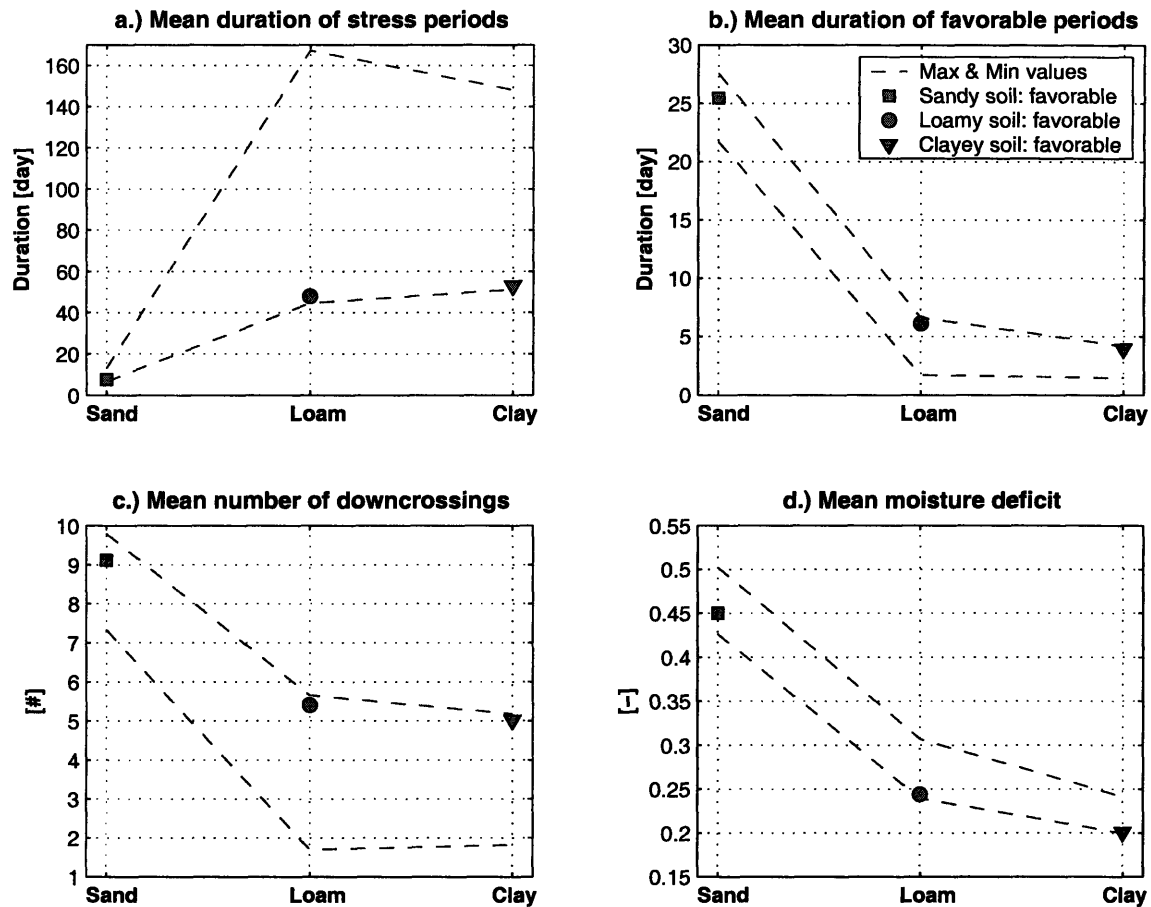 a.) Mean duration of stress periods
160
140
120
100
80
60
40
20
0
Duration [day]
Sand
Loam
Clay
b.) Mean duration of favorable periods
30
25
20
15
10
5
0
Duration [day]
Max & Min values
Sandy soil: favorable
Loamy soil: favorable
Clayey soil: favorable
Sand
Loam
Clay
c.) Mean number of downcrossings
10
9
8
7
6
5
4
3
2
1
[#]
Sand
Loam
Clay
d.) Mean moisture deficit
0.55
0.5
0.45
0.4
0.35
0.3
0.25
0.2
0.15
[–]
Sand
Loam
Clay